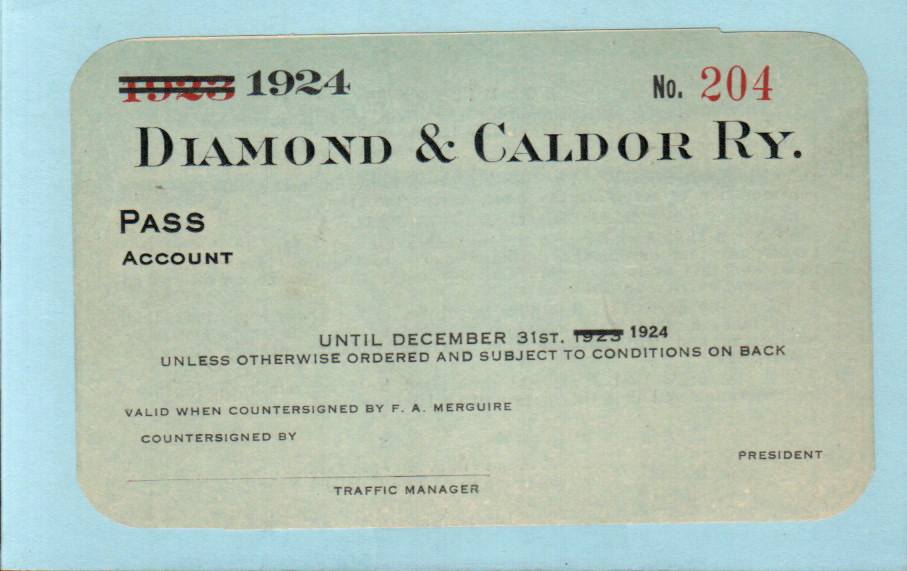 1923 1924 No. 204
DIAMOND & CALDOR RY.
PASS
ACCOUNT
UNTIL DECEMBER 31ST. 1923 1924
UNLESS OTHERWISE ORDERED AND SUBJECT TO CONDITIONS ON BACK
VALID WHEN COUNTERSIGNED BY F. A. MERGUIRE
COUNTERSIGNED BY
PRESIDENT
TRAFFIC MANAGER